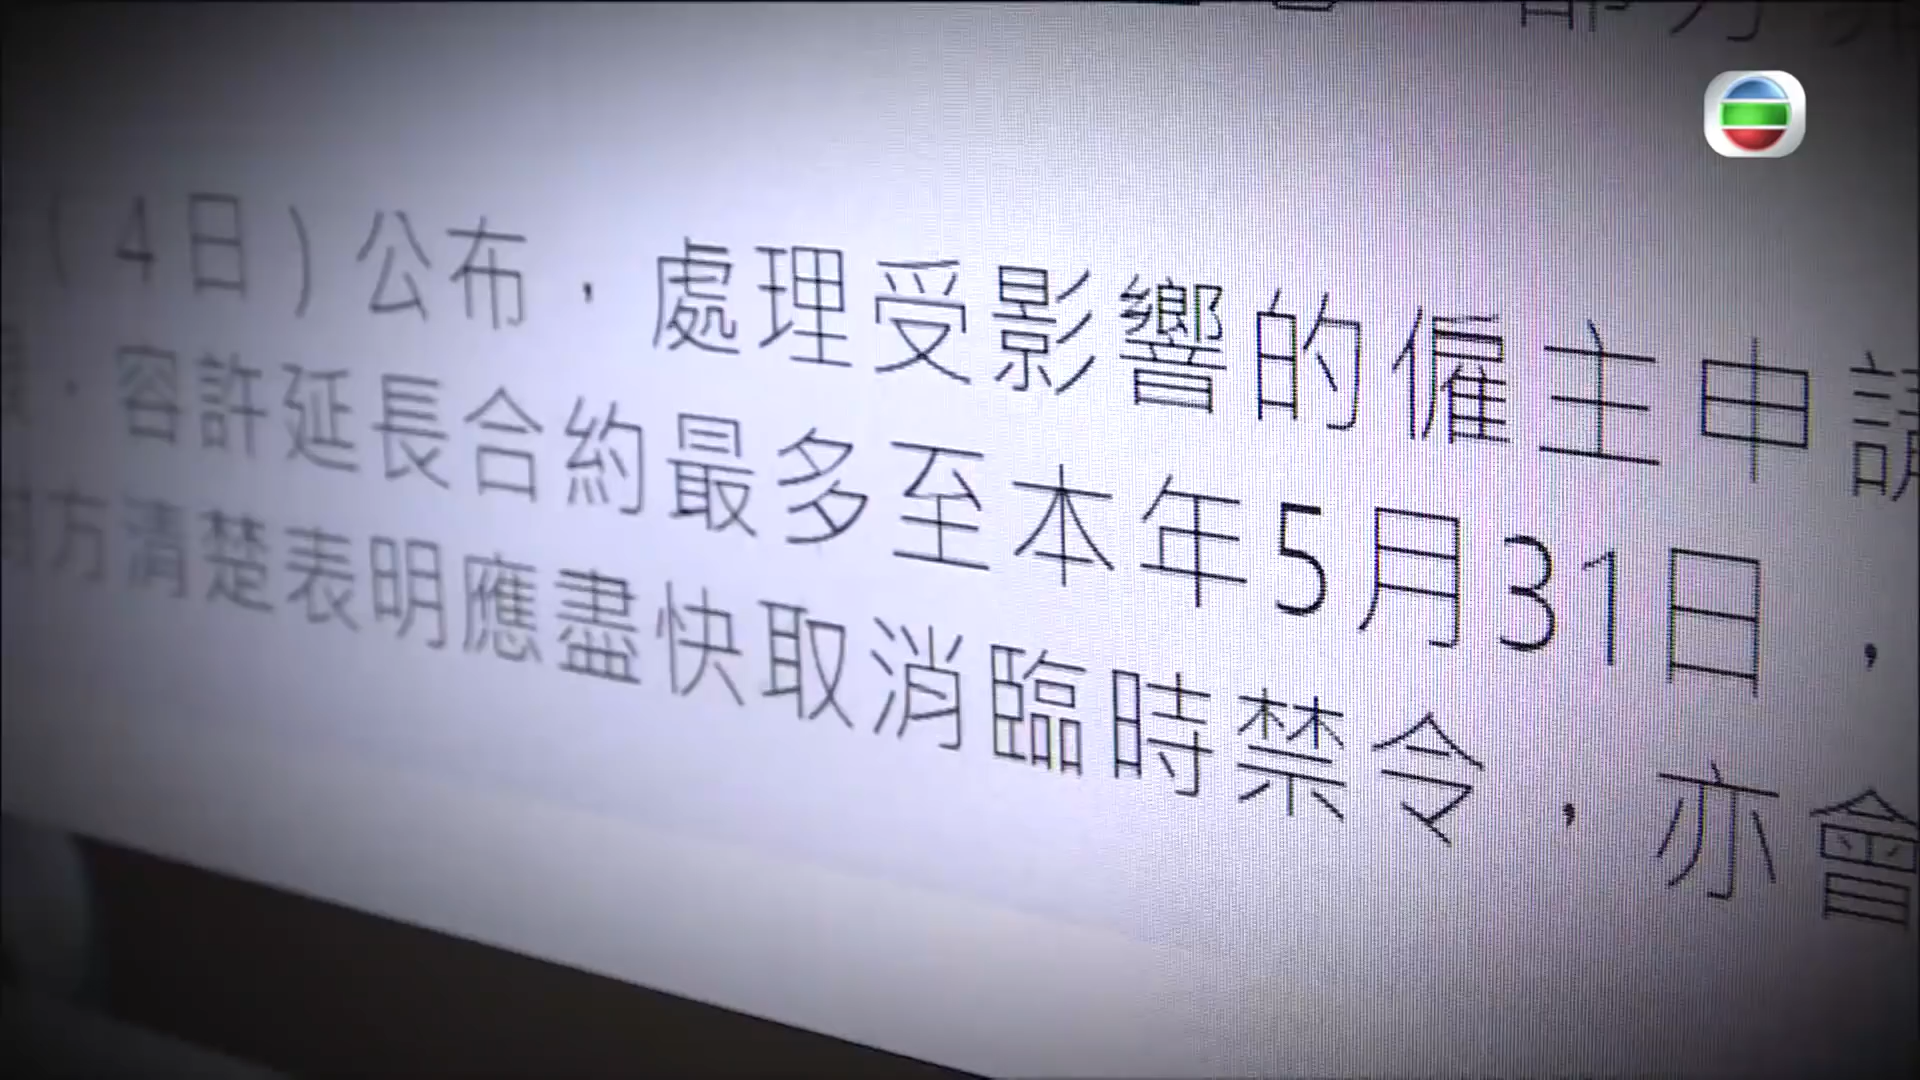 （4日）公布，處理受影響的僱主申請
，容許延長合約最多至本年5月31日，
方清楚表明應盡快取消臨時禁令，亦會